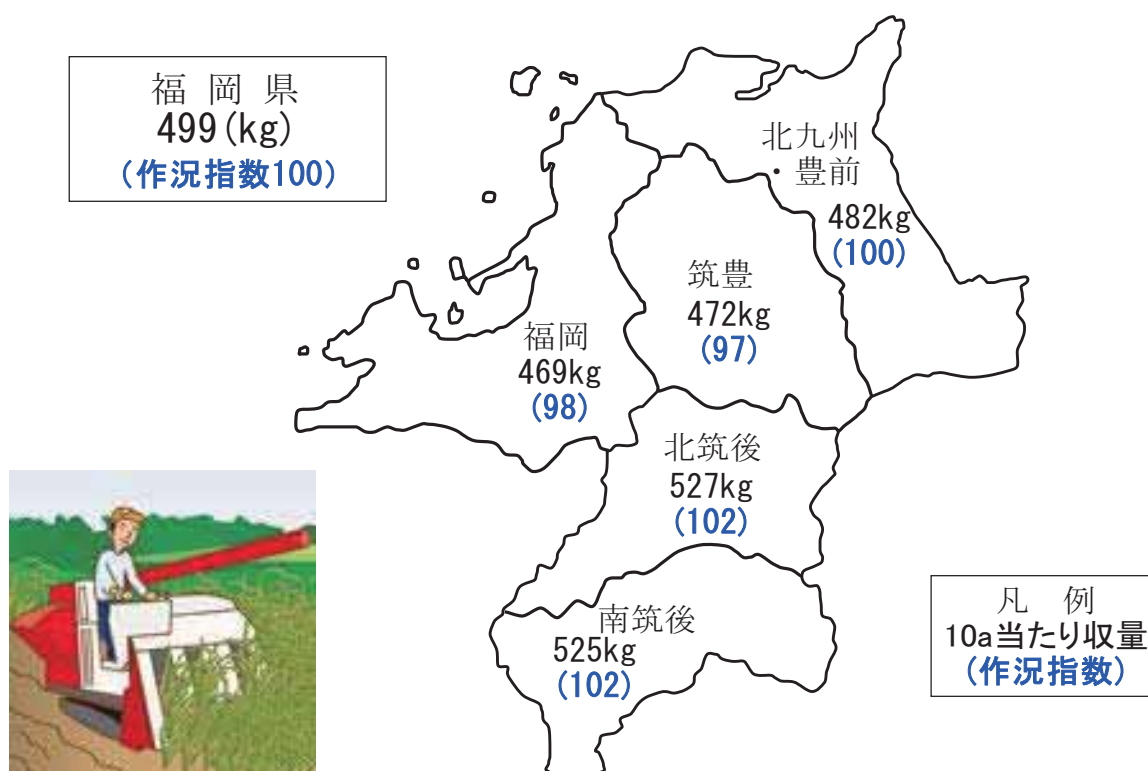 福岡県
499(kg)
(作況指数100)
北九州
・豊前
482kg
(100)
筑豊
472kg
(97)
福岡
469kg
(98)
北筑後
527kg
(102)
南筑後
525kg
(102)
凡例
10a当たり収量
(作況指数)